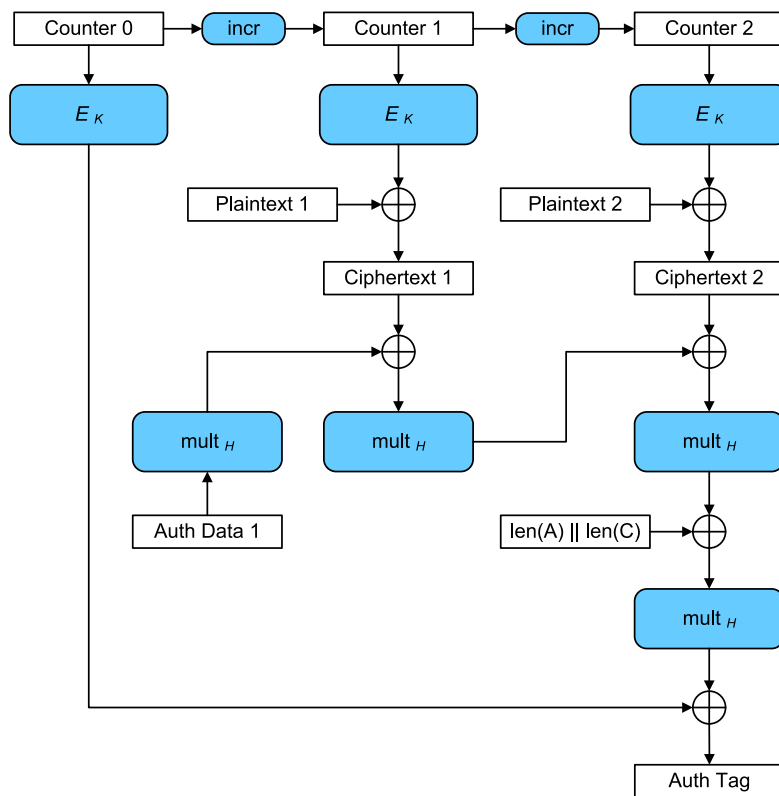 Counter 0
incr
Counter 1
incr
Counter 2
E K
E K
E K
Plaintext 1
Plaintext 2
Ciphertext 1
Ciphertext 2
mult H
mult H
mult H
Auth Data 1
len(A) || len(C)
mult H
Auth Tag